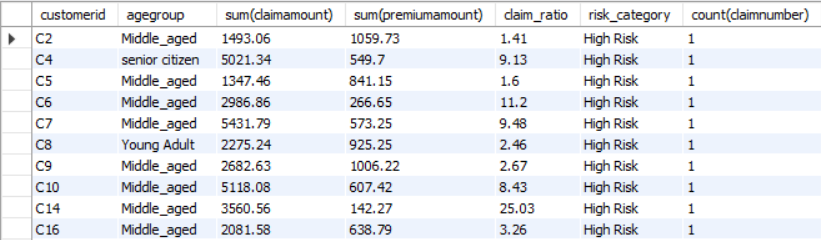 customerid agegroup sum(claimamount) sum(premiumamount) claim_ratio risk_category count(claimnumber)
C2 Middle_aged 1493.06 1059.73 1.41 High Risk 1
C4 senior citizen 5021.34 549.7 9.13 High Risk 1
C5 Middle_aged 1347.46 841.15 1.6 High Risk 1
C6 Middle_aged 2986.86 266.65 11.2 High Risk 1
C7 Middle_aged 5431.79 573.25 9.48 High Risk 1
C8 Young Adult 2275.24 925.25 2.46 High Risk 1
C9 Middle_aged 2682.63 1006.22 2.67 High Risk 1
C10 Middle_aged 5118.08 607.42 8.43 High Risk 1
C14 Middle_aged 3560.56 142.27 25.03 High Risk 1
C16 Middle_aged 2081.58 638.79 3.26 High Risk 1